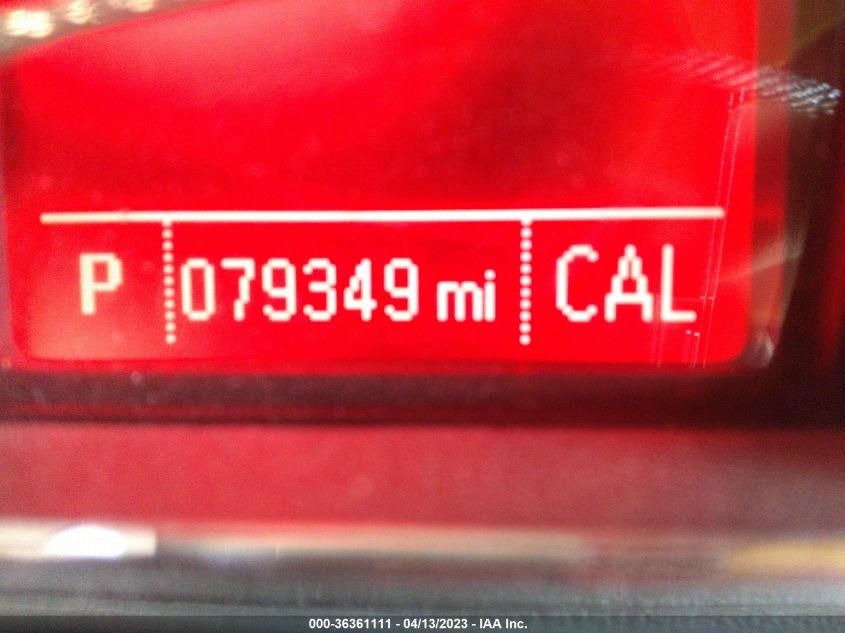 P 079349 mi CAL
000-36361111 - 04/13/2023 - IAA Inc.